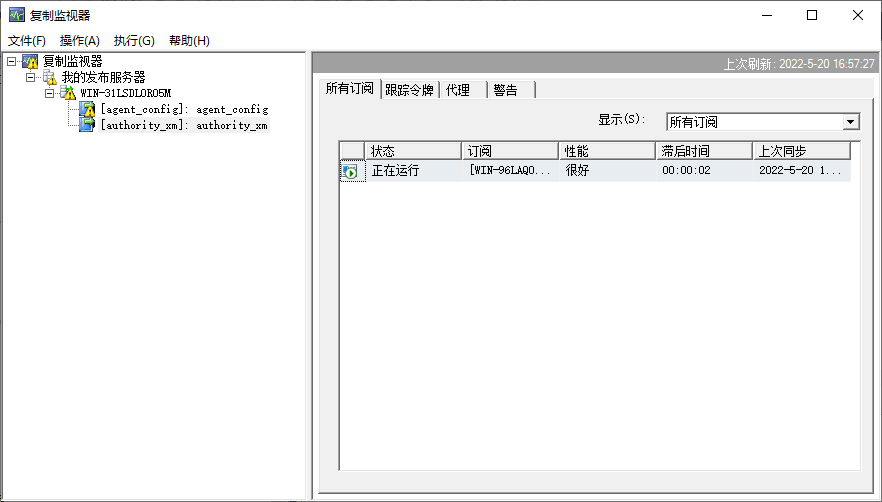 复制监视器
文件(F) 操作(A) 执行(G) 帮助(H)
复制监视器
我的发布服务器
WIN-31LSDLOR05M
[agent_config]: agent_config
[authority_xm]: authority_xm
上次刷新: 2022-5-20 16:57:27
所有订阅 跟踪令牌 代理 警告
显示(S): 所有订阅
状态 订阅 性能 滞后时间 上次同步
正在运行 [WIN-96LAQO... 很好 00:00:02 2022-5-20 1...